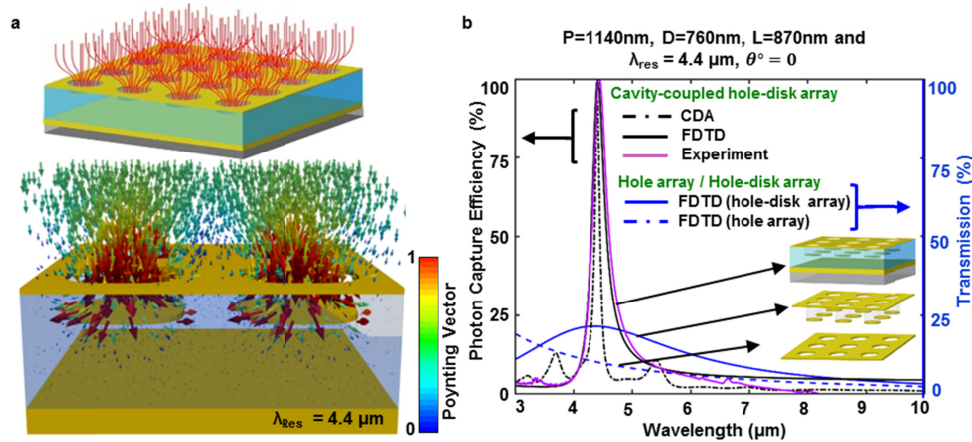 a
λRes = 4.4 µm
1
Poynting Vector
0
b
P=1140nm, D=760nm, L=870nm and
λres = 4.4 µm, θ° = 0
Photon Capture Efficiency (%)
100
75
50
25
0
Cavity-coupled hole-disk array
CDA
FDTD
Experiment
Hole array / Hole-disk array
FDTD (hole-disk array)
FDTD (hole array)
100
75
50
25
0
Transmission (%)
3 4 5 6 7 8 9 10
Wavelength (µm)